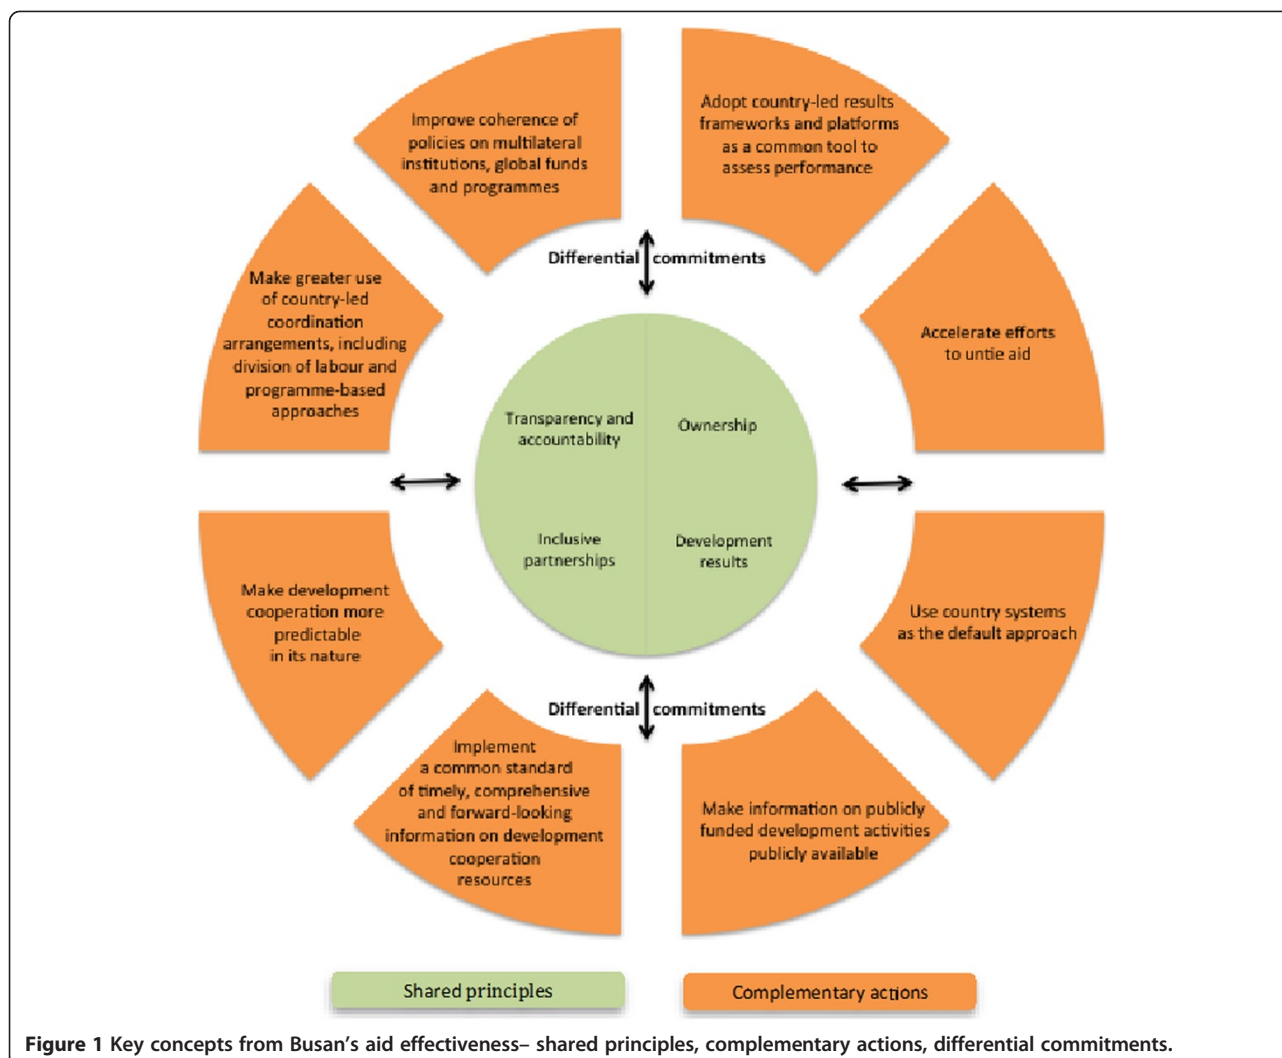 Improve coherence of
policies on multilateral
institutions, global funds
and programmes
Adopt country-led results
frameworks and platforms
as a common tool to
assess performance
Differential commitments
Make greater use
of country-led
coordination
arrangements, including
division of labour and
programme-based
approaches
Accelerate efforts
to untie aid
Transparency and
accountability
Ownership
Inclusive
partnerships
Development
results
Make development
cooperation more
predictable
in its nature
Use country systems
as the default approach
Differential commitments
Implement
a common standard
of timely, comprehensive
and forward-looking
information on development
cooperation
resources
Make information on publicly
funded development activities
publicly available
Shared principles
Complementary actions
Figure 1 Key concepts from Busan's aid effectiveness– shared principles, complementary actions, differential commitments.